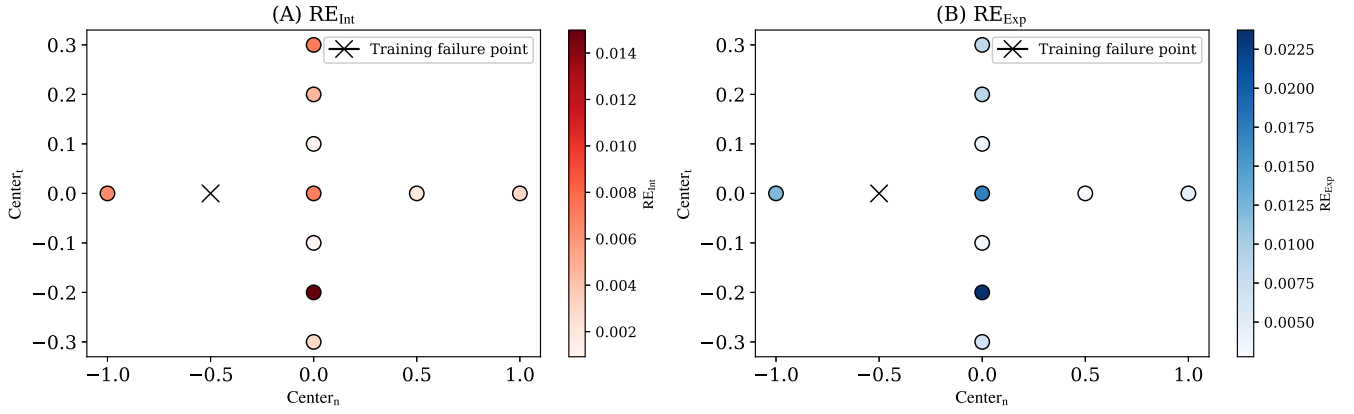 (A) RE_Int
0.3
0.2
0.1
0.0
−0.1
−0.2
−0.3
Center_t
Training failure point
−1.0 −0.5 0.0 0.5 1.0
Center_n
0.014
0.012
0.010
0.008
0.006
0.004
0.002
RE_Int
(B) RE_Exp
0.3
0.2
0.1
0.0
−0.1
−0.2
−0.3
Center_t
Training failure point
−1.0 −0.5 0.0 0.5 1.0
Center_n
0.0225
0.0200
0.0175
0.0150
0.0125
0.0100
0.0075
0.0050
RE_Exp